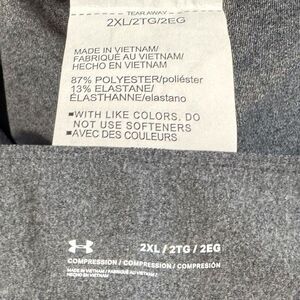 TEAR AWAY
2XL/2TG/2EG
MADE IN VIETNAM/
FABRIQUÉ AU VIETNAM/
HECHO EN VIETNAM
87% POLYESTER/poliéster
13% ELASTANE/
ÉLASTHANNE/elastano
▪WITH LIKE COLORS. DO
NOT USE SOFTENERS
▪AVEC DES COULEURS
2XL / 2TG / 2EG
COMPRESSION / COMPRESSION / COMPRESIÓN
MADE IN VIETNAM / FABRIQUÉ AU VIETNAM /
HECHO EN VIETNAM